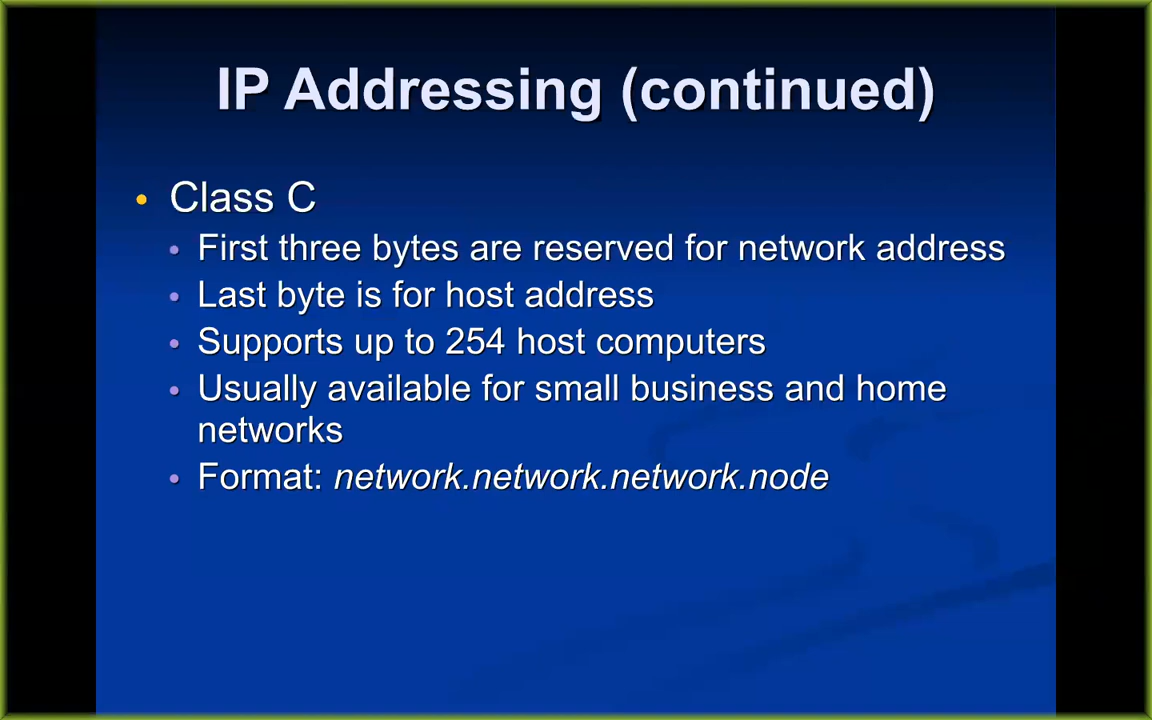 IP Addressing (continued)
• Class C
• First three bytes are reserved for network address
• Last byte is for host address
• Supports up to 254 host computers
• Usually available for small business and home
networks
• Format: network.network.network.node